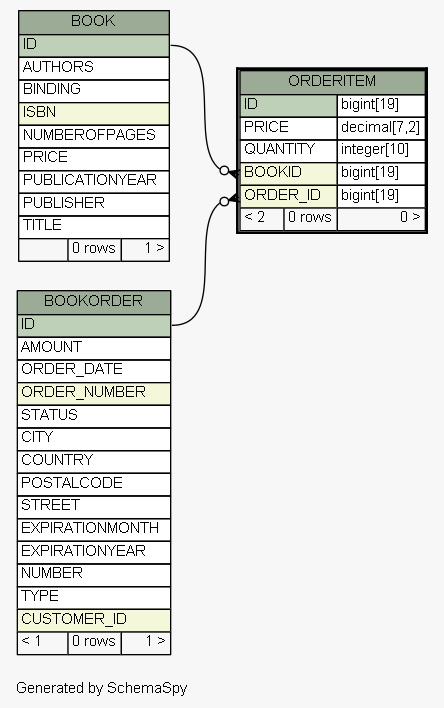 BOOK
ID
AUTHORS
BINDING
ISBN
NUMBEROFPAGES
PRICE
PUBLICATIONYEAR
PUBLISHER
TITLE
0 rows 1 >
ORDERITEM
ID bigint[19]
PRICE decimal[7,2]
QUANTITY integer[10]
BOOKID bigint[19]
ORDER_ID bigint[19]
< 2 0 rows 0 >
BOOKORDER
ID
AMOUNT
ORDER_DATE
ORDER_NUMBER
STATUS
CITY
COUNTRY
POSTALCODE
STREET
EXPIRATIONMONTH
EXPIRATIONYEAR
NUMBER
TYPE
CUSTOMER_ID
< 1 0 rows 1 >
Generated by SchemaSpy